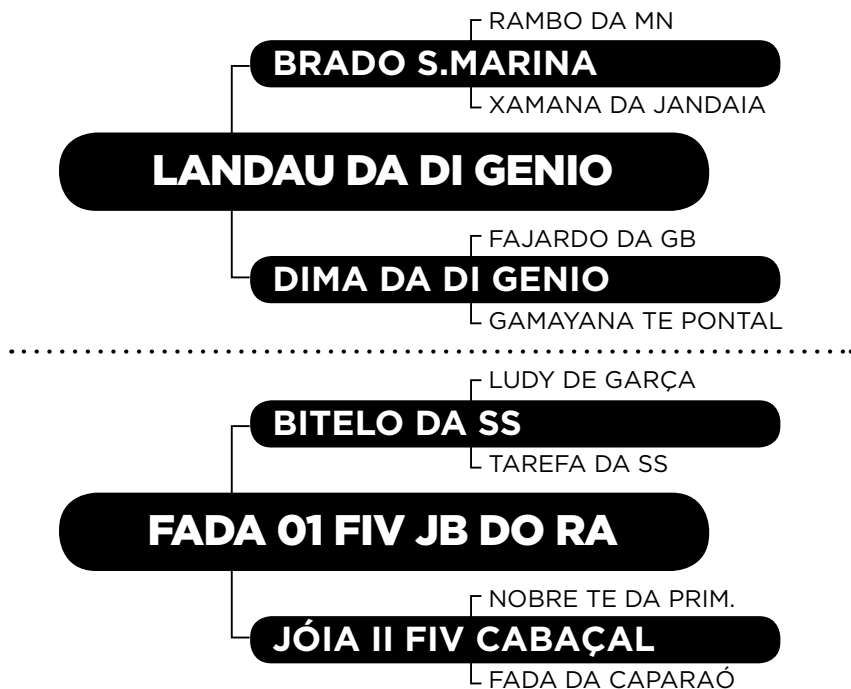 RAMBO DA MN
BRADO S.MARINA
XAMANA DA JANDAIA
LANDAU DA DI GENIO
FAJARDO DA GB
DIMA DA DI GENIO
GAMAYANA TE PONTAL
LUDY DE GARÇA
BITELO DA SS
TAREFA DA SS
FADA 01 FIV JB DO RA
NOBRE TE DA PRIM.
JÓIA II FIV CABAÇAL
FADA DA CAPARAÓ